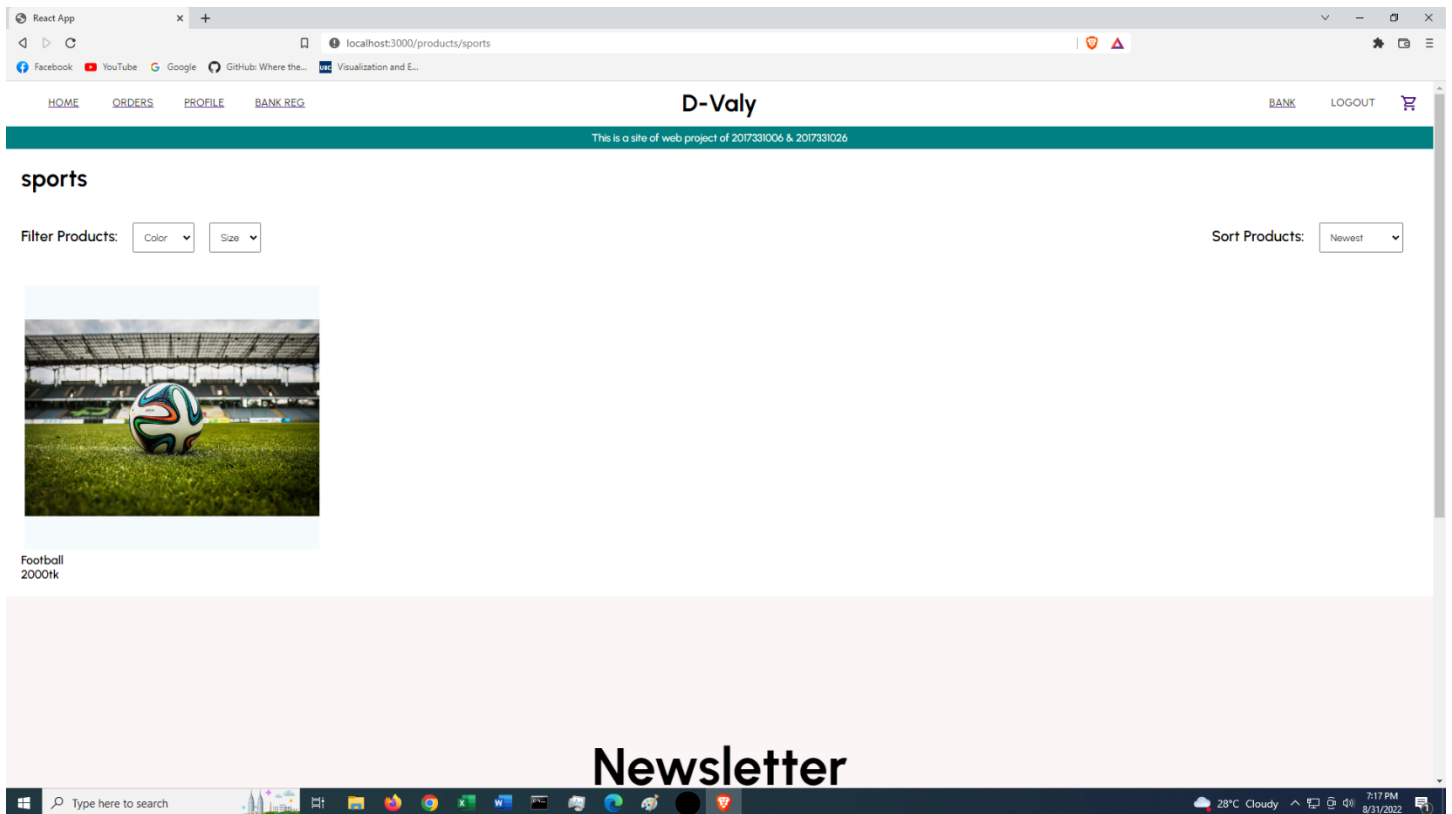 React App
localhost:3000/products/sports
Facebook YouTube Google GitHub: Where the... UBC Visualization and E...
HOME ORDERS PROFILE BANK REG D-Valy BANK LOGOUT
This is a site of web project of 2017331006 & 2017331026
sports
Filter Products: Color Size Sort Products: Newest
Football
2000tk
Newsletter
Type here to search 28°C Cloudy 7:17 PM
8/31/2022